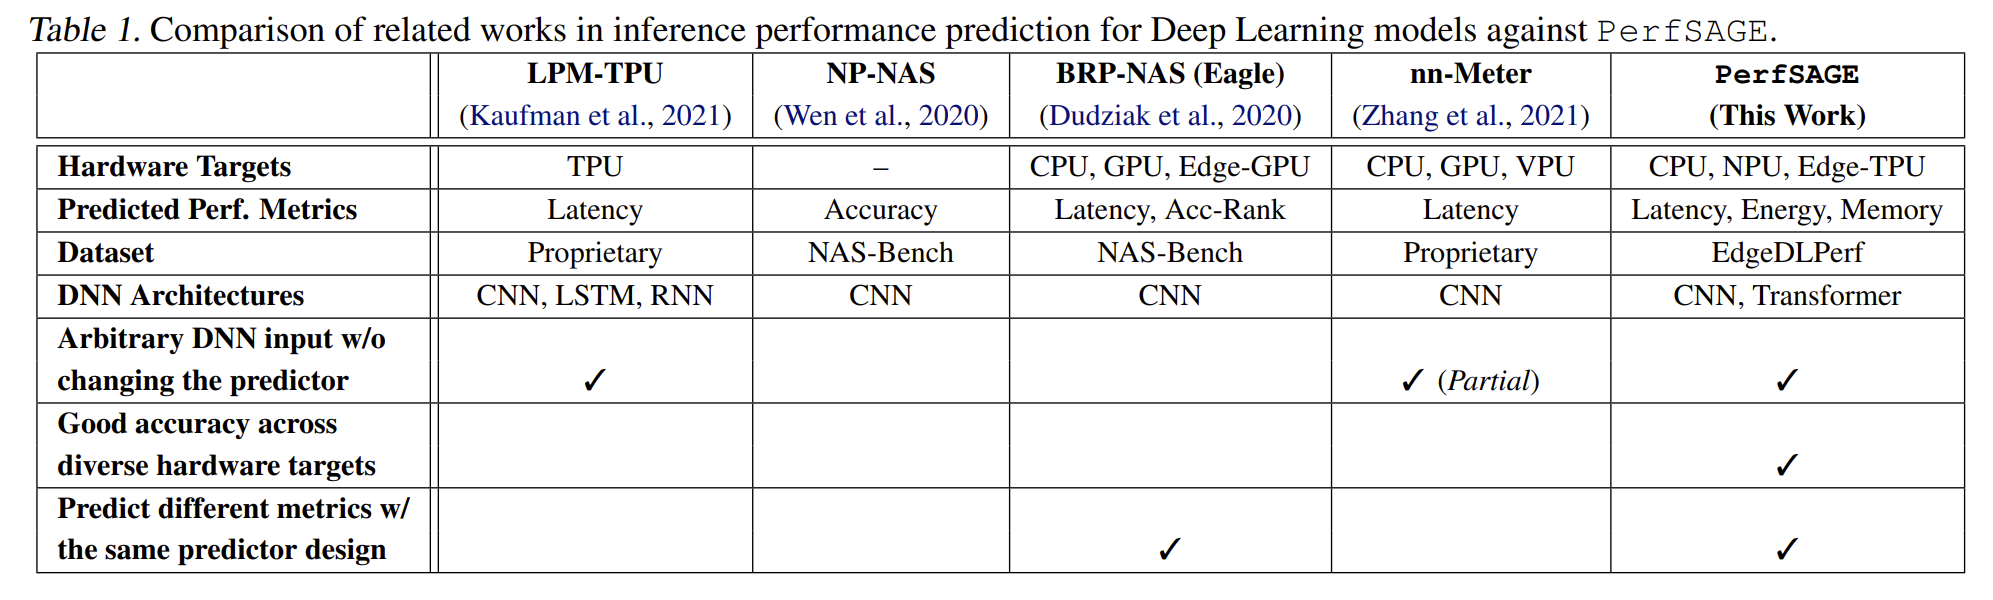 Table 1. Comparison of related works in inference performance prediction for Deep Learning models against PerfSAGE.
LPM-TPU NP-NAS BRP-NAS (Eagle) nn-Meter PerfSAGE
(Kaufman et al., 2021) (Wen et al., 2020) (Dudziak et al., 2020) (Zhang et al., 2021) (This Work)
Hardware Targets TPU – CPU, GPU, Edge-GPU CPU, GPU, VPU CPU, NPU, Edge-TPU
Predicted Perf. Metrics Latency Accuracy Latency, Acc-Rank Latency Latency, Energy, Memory
Dataset Proprietary NAS-Bench NAS-Bench Proprietary EdgeDLPerf
DNN Architectures CNN, LSTM, RNN CNN CNN CNN CNN, Transformer
Arbitrary DNN input w/o
changing the predictor ✓ ✓ (Partial) ✓
Good accuracy across
diverse hardware targets ✓
Predict different metrics w/
the same predictor design ✓ ✓